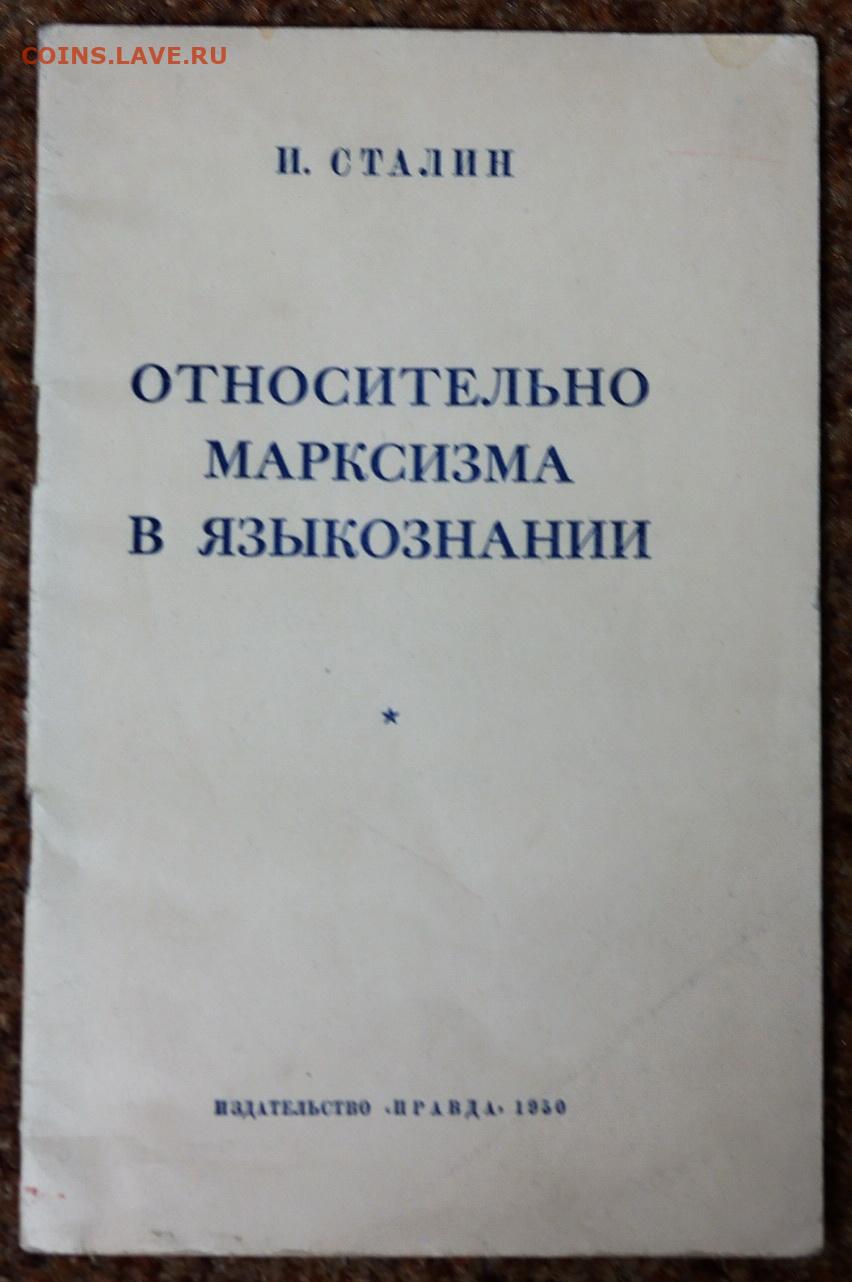 COINS.LAVE.RU
И. СТАЛИН
ОТНОСИТЕЛЬНО
МАРКСИЗМА
В ЯЗЫКОЗНАНИИ
ИЗДАТЕЛЬСТВО «ПРАВДА» 1950